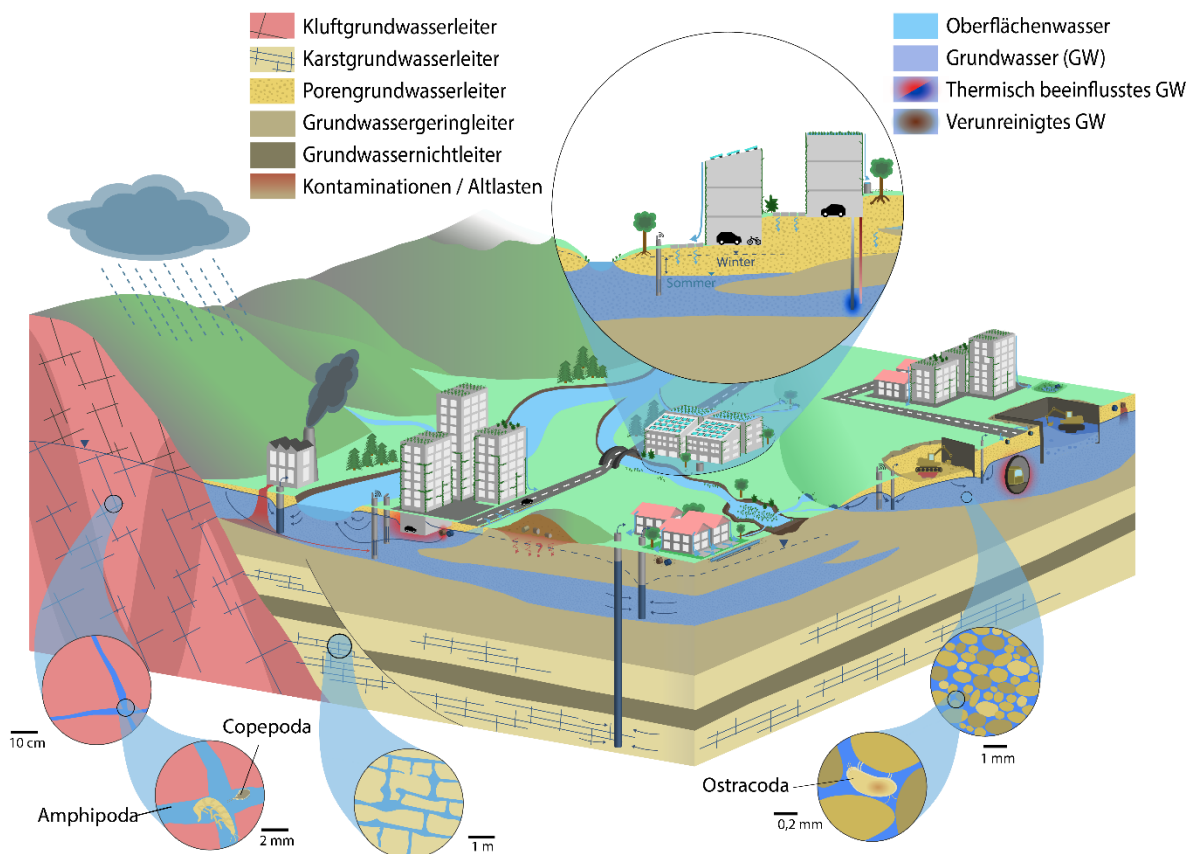 Kluftgrundwasserleiter
Karstgrundwasserleiter
Porengrundwasserleiter
Grundwassergeringleiter
Grundwassernichtleiter
Kontaminationen / Altlasten
Oberflächenwasser
Grundwasser (GW)
Thermisch beeinflusstes GW
Verunreinigtes GW
Winter
Sommer
10 cm
Copepoda
Amphipoda
2 mm
1 m
Ostracoda
0,2 mm
1 mm